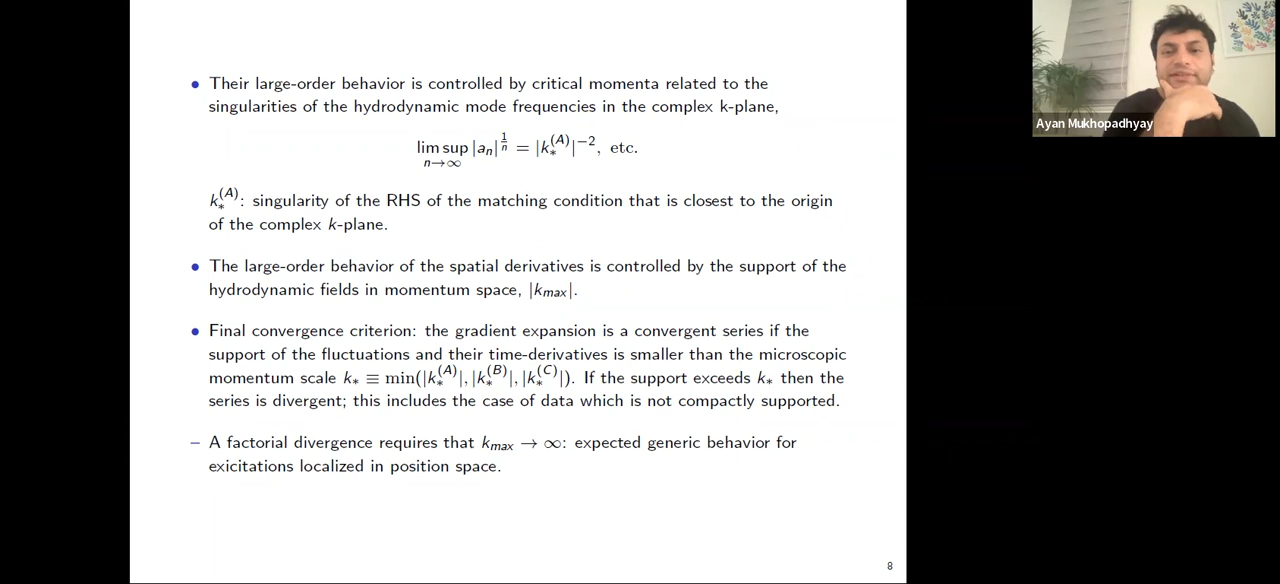 • Their large-order behavior is controlled by critical momenta related to the
singularities of the hydrodynamic mode frequencies in the complex k-plane,
lim sup_{n→∞} |a_n|^{1/n} = |k_*^{(A)}|^{-2}, etc.
k_*^{(A)}: singularity of the RHS of the matching condition that is closest to the origin
of the complex k-plane.
• The large-order behavior of the spatial derivatives is controlled by the support of the
hydrodynamic fields in momentum space, |k_{max}|.
• Final convergence criterion: the gradient expansion is a convergent series if the
support of the fluctuations and their time-derivatives is smaller than the microscopic
momentum scale k_* ≡ min(|k_*^{(A)}|, |k_*^{(B)}|, |k_*^{(C)}|). If the support exceeds k_* then the
series is divergent; this includes the case of data which is not compactly supported.
– A factorial divergence requires that k_{max} → ∞: expected generic behavior for
exicitations localized in position space.
8
Ayan Mukhopadhyay